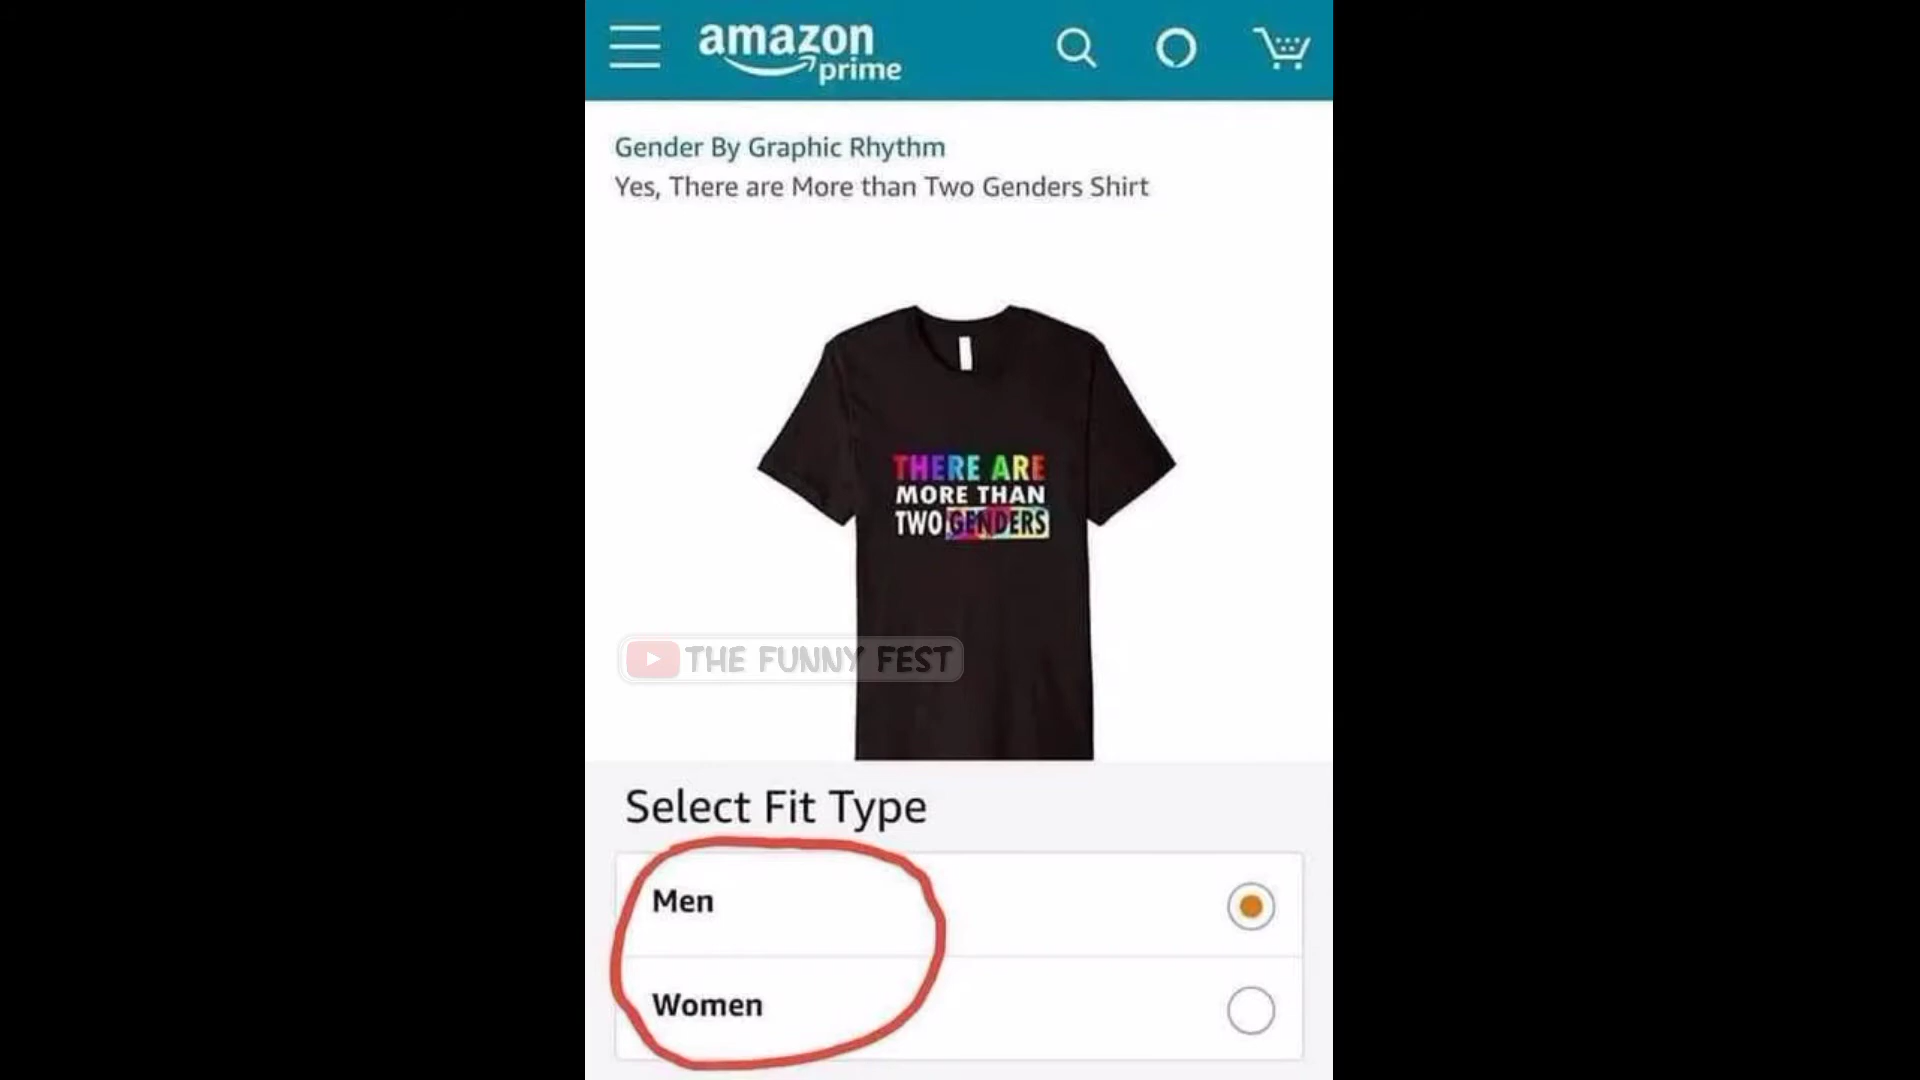 amazon
prime
Gender By Graphic Rhythm
Yes, There are More than Two Genders Shirt
THERE ARE
MORE THAN
TWO GENDERS
THE FUNNY FEST
Select Fit Type
Men
Women